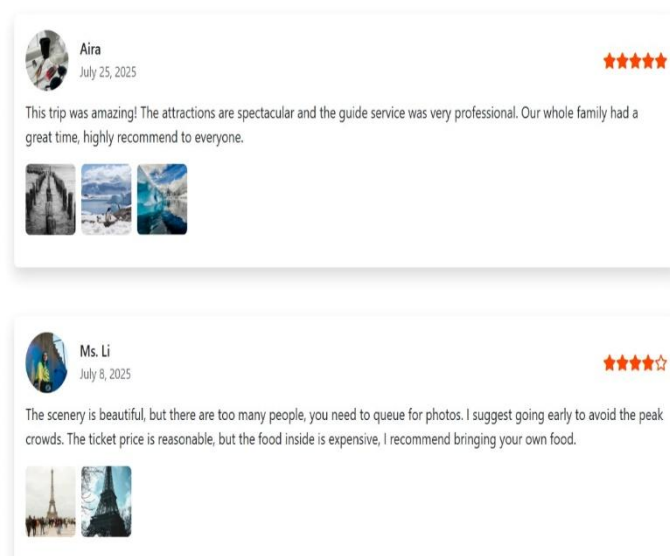 Aira
July 25, 2025
This trip was amazing! The attractions are spectacular and the guide service was very professional. Our whole family had a
great time, highly recommend to everyone.
Ms. Li
July 8, 2025
The scenery is beautiful, but there are too many people, you need to queue for photos. I suggest going early to avoid the peak
crowds. The ticket price is reasonable, but the food inside is expensive, I recommend bringing your own food.